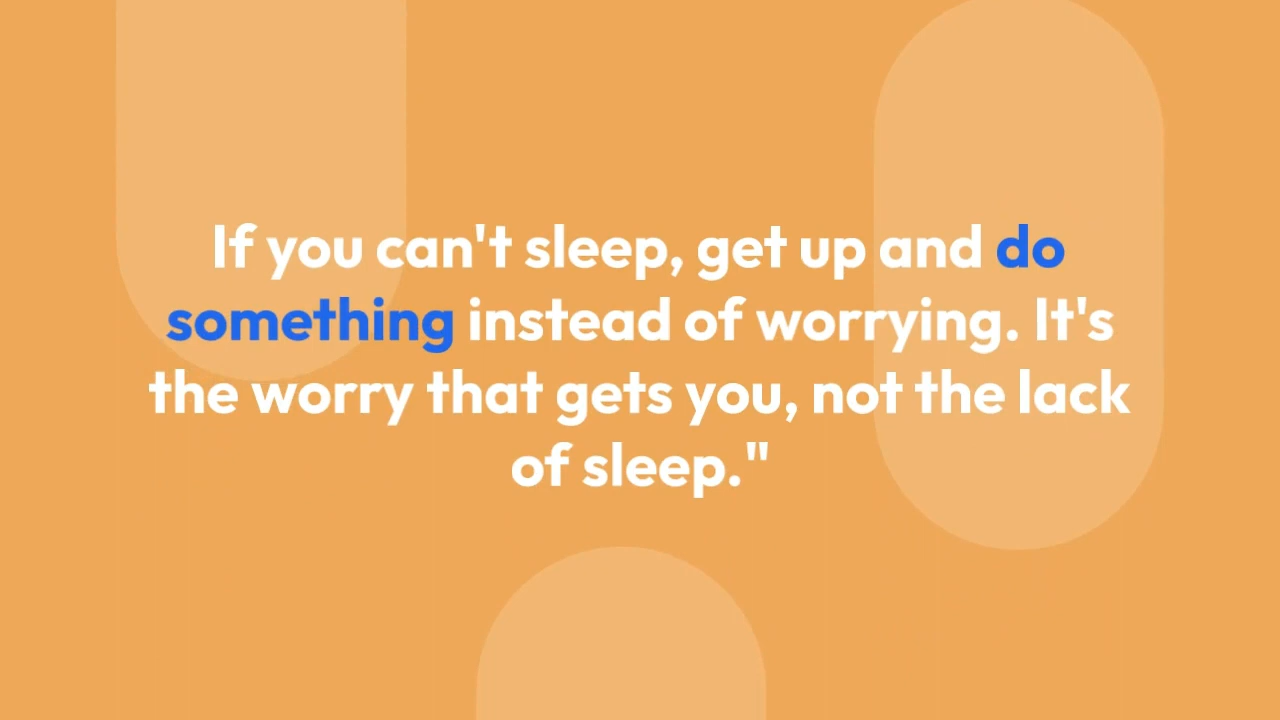 If you can't sleep, get up and do
something instead of worrying. It's
the worry that gets you, not the lack
of sleep."